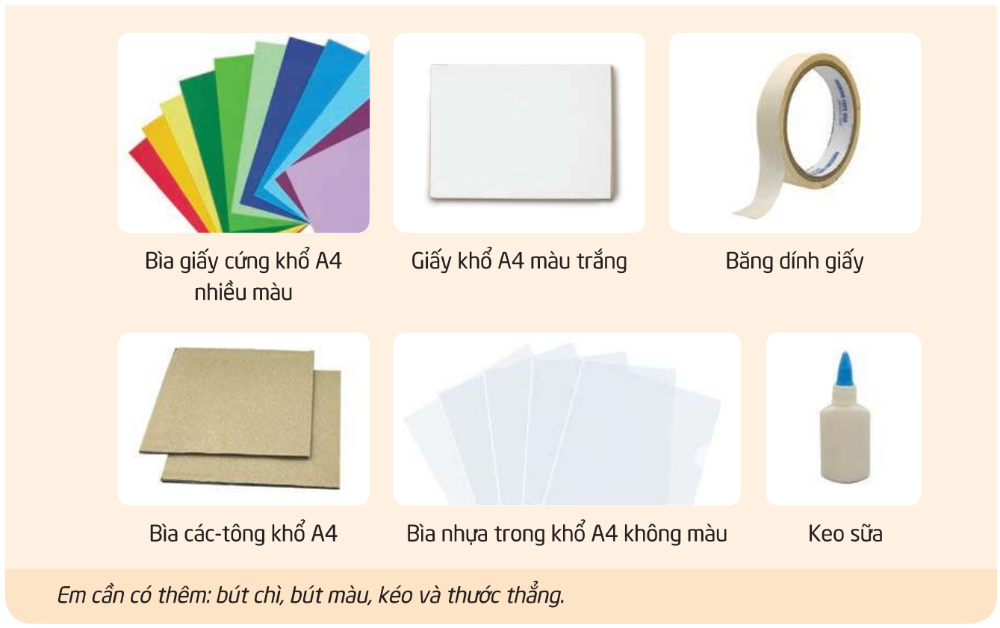 Bìa giấy cứng khổ A4
nhiều màu
Giấy khổ A4 màu trắng
Băng dính giấy
Bìa các-tông khổ A4
Bìa nhựa trong khổ A4 không màu
Keo sữa
Em cần có thêm: bút chì, bút màu, kéo và thước thẳng.